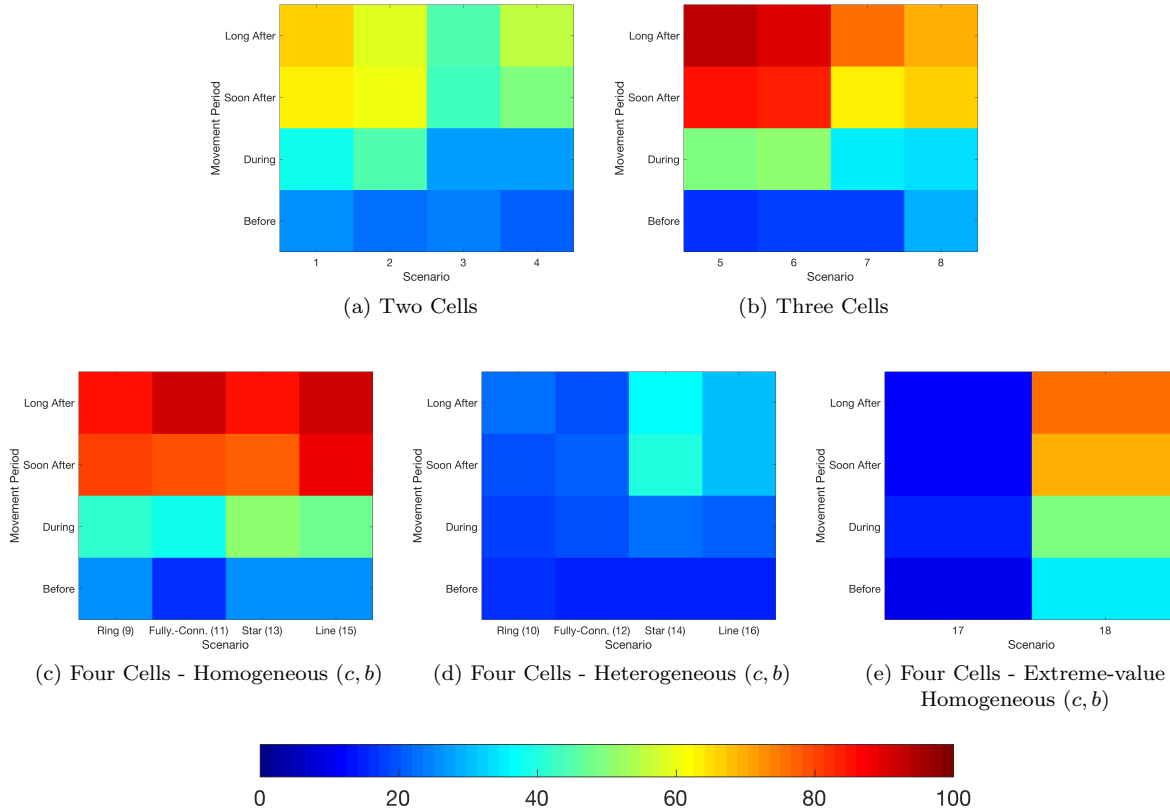 Long After
Soon After
During
Before
Movement Period
1 2 3 4
Scenario
(a) Two Cells
Long After
Soon After
During
Before
Movement Period
5 6 7 8
Scenario
(b) Three Cells
Long After
Soon After
During
Before
Movement Period
Ring (9) Fully.-Conn. (11) Star (13) Line (15)
Scenario
(c) Four Cells - Homogeneous (c, b)
Long After
Soon After
During
Before
Movement Period
Ring (10) Fully-Conn. (12) Star (14) Line (16)
Scenario
(d) Four Cells - Heterogeneous (c, b)
Long After
Soon After
During
Before
Movement Period
17 18
Scenario
(e) Four Cells - Extreme-value
Homogeneous (c, b)
0 20 40 60 80 100